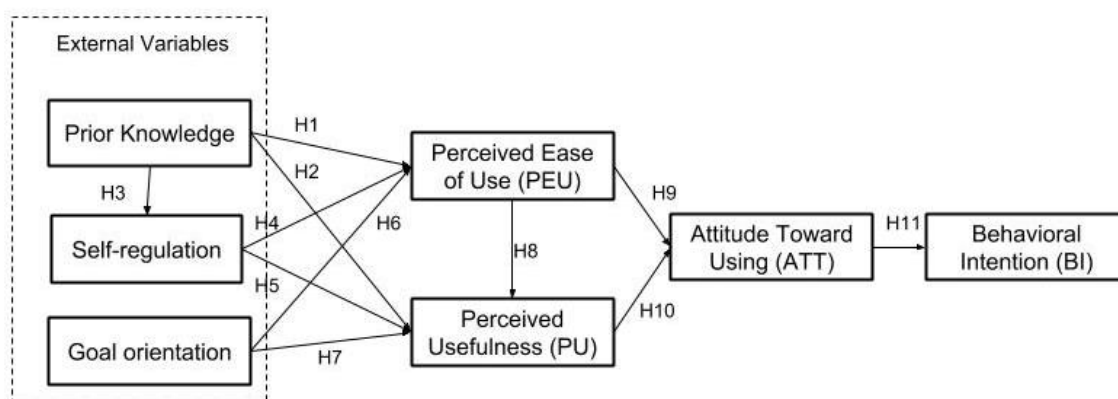 External Variables
Prior Knowledge
H1
H2
H3
Perceived Ease
of Use (PEU)
H9
H4
H6
Self-regulation
H8
Attitude Toward
Using (ATT)
H11
Behavioral
Intention (BI)
H5
H10
Goal orientation
H7
Perceived
Usefulness (PU)